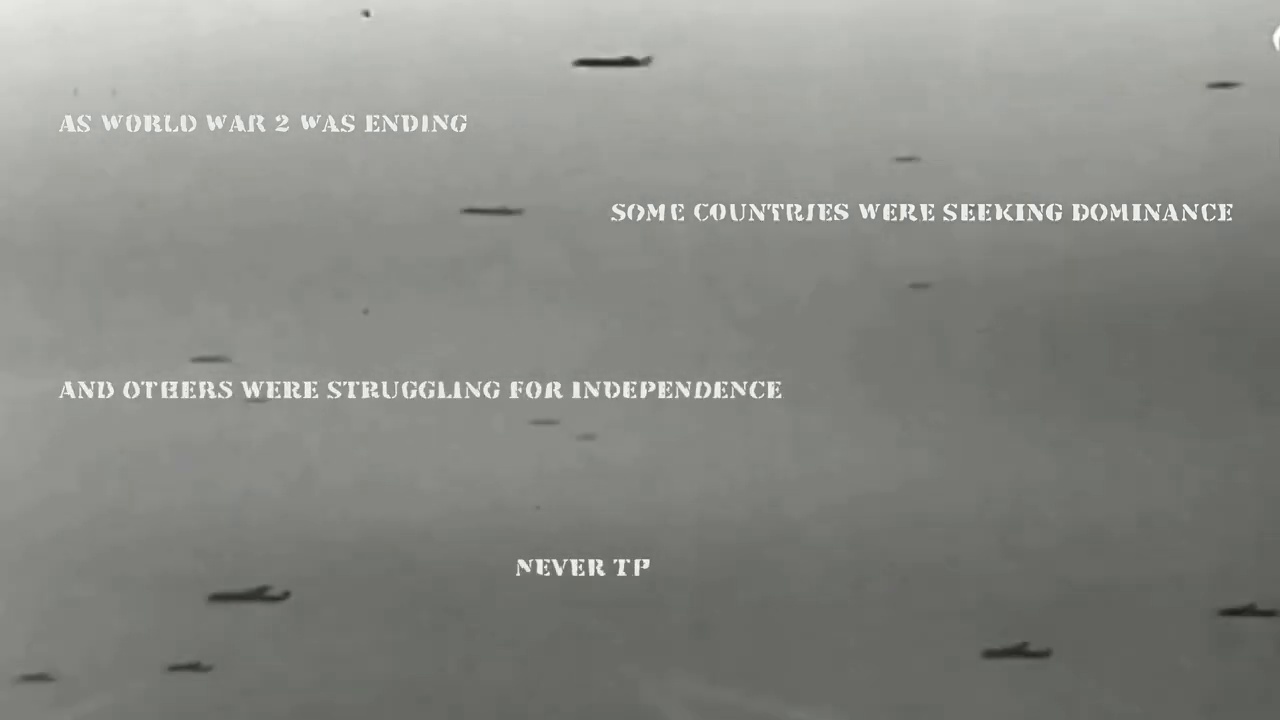 AS WORLD WAR 2 WAS ENDING
SOME COUNTRIES WERE SEEKING DOMINANCE
AND OTHERS WERE STRUGGLING FOR INDEPENDENCE
NEVER TP